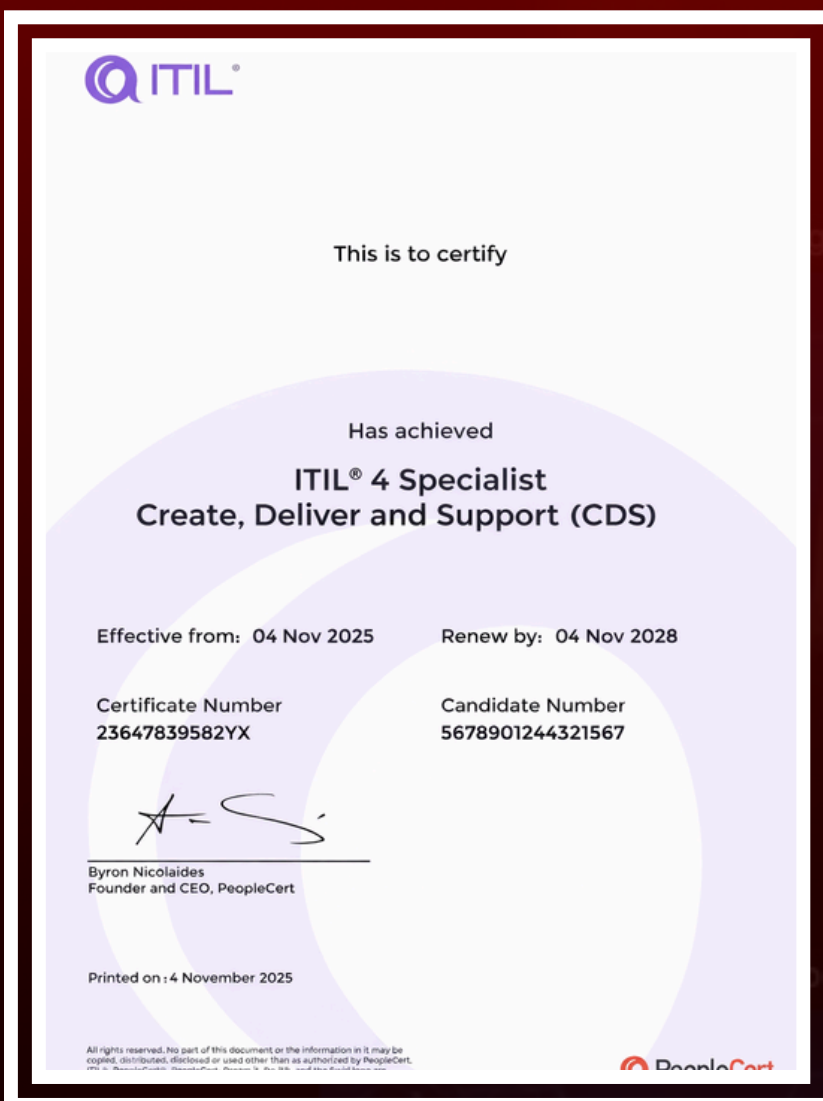 ITIL®
This is to certify
Has achieved
ITIL® 4 Specialist
Create, Deliver and Support (CDS)
Effective from: 04 Nov 2025 Renew by: 04 Nov 2028
Certificate Number Candidate Number
23647839582YX 5678901244321567
Byron Nicolaides
Founder and CEO, PeopleCert
Printed on : 4 November 2025
All rights reserved. No part of this document or the information in it may be
copied, distributed, disclosed or used other than as authorized by PeopleCert.
PeopleCert